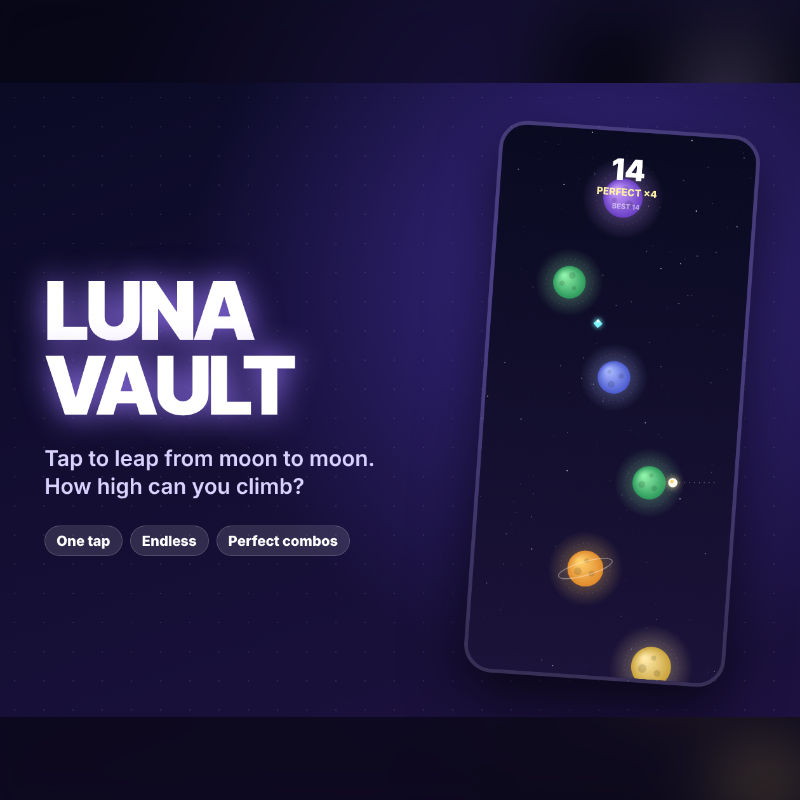 LUNA
VAULT
Tap to leap from moon to moon.
How high can you climb?
One tap
Endless
Perfect combos
14
PERFECT ×4
BEST 14